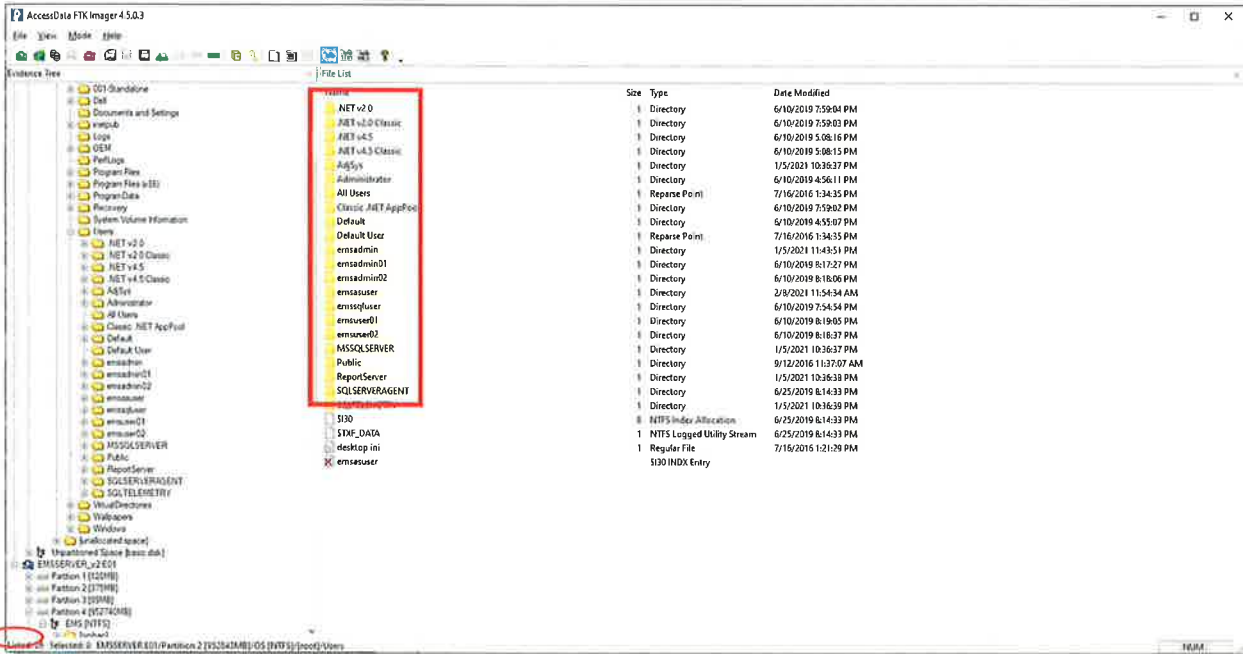 AccessData FTK Imager 4.5.0.3
File View Mode Help
Evidence Tree
File List
001-Standalone
Dell
Documents and Settings
inetpub
Logs
OEM
PerfLogs
Program Files
Program Files (x86)
ProgramData
Recovery
System Volume Information
Users
.NET v2.0
.NET v2.0 Classic
.NET v4.5
.NET v4.5 Classic
AdjSys
Administrator
All Users
Classic .NET AppPool
Default
Default User
emsadmin
emsadmin01
emsadmin02
emsasuser
emssqluser
emsuser01
emsuser02
MSSQLSERVER
Public
ReportServer
SQLSERVERAGENT
SQLTELEMETRY
VirtualDirectories
Wallpapers
Windows
[unallocated space]
Unpartitioned Space [basic disk]
EMSSERVER_v2.E01
Partition 1 [120MB]
Partition 2 [375MB]
Partition 3 [99MB]
Partition 4 [952740MB]
EMS [NTFS]
Name Size Type Date Modified
.NET v2.0 1 Directory 6/10/2019 7:59:04 PM
.NET v2.0 Classic 1 Directory 6/10/2019 7:59:03 PM
.NET v4.5 1 Directory 6/10/2019 5:08:16 PM
.NET v4.5 Classic 1 Directory 6/10/2019 5:08:15 PM
AdjSys 1 Directory 1/5/2021 10:36:37 PM
Administrator 1 Directory 6/10/2019 4:56:11 PM
All Users 1 Reparse Point 7/16/2016 1:34:35 PM
Classic .NET AppPool 1 Directory 6/10/2019 7:59:02 PM
Default 1 Directory 6/10/2019 4:55:07 PM
Default User 1 Reparse Point 7/16/2016 1:34:35 PM
emsadmin 1 Directory 1/5/2021 11:43:51 PM
emsadmin01 1 Directory 6/10/2019 8:17:27 PM
emsadmin02 1 Directory 6/10/2019 8:18:06 PM
emsasuser 1 Directory 2/8/2021 11:54:34 AM
emssqluser 1 Directory 6/10/2019 7:54:54 PM
emsuser01 1 Directory 6/10/2019 8:19:05 PM
emsuser02 1 Directory 6/10/2019 8:18:37 PM
MSSQLSERVER 1 Directory 1/5/2021 10:36:37 PM
Public 1 Directory 9/12/2016 11:37:07 AM
ReportServer 1 Directory 1/5/2021 10:36:38 PM
SQLSERVERAGENT 1 Directory 6/25/2019 8:14:33 PM
1 Directory 1/5/2021 10:36:39 PM
$I30 8 NTFS Index Allocation 6/25/2019 8:14:33 PM
$TXF_DATA 1 NTFS Logged Utility Stream 6/25/2019 8:14:33 PM
desktop.ini 1 Regular File 7/16/2016 1:21:29 PM
emsasuser $I30 INDX Entry
Selected: 0 EMSSERVER.E01/Partition 2 [952843MB]/OS [NTFS]/[root]/Users
NUM